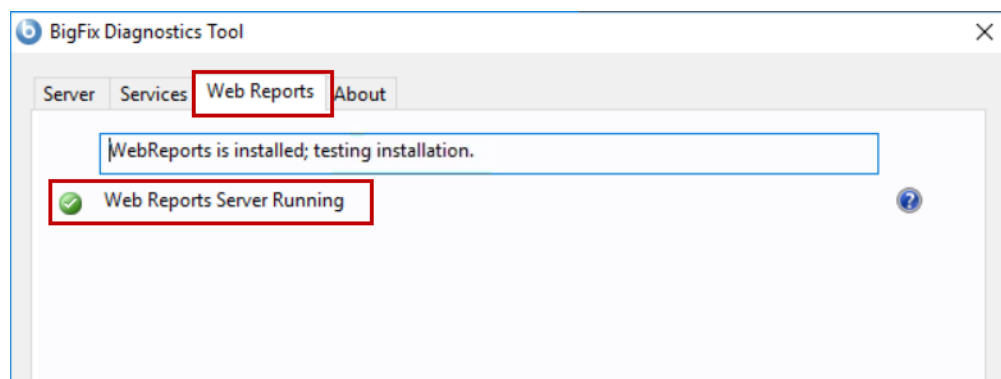 BigFix Diagnostics Tool
Server Services Web Reports About
WebReports is installed; testing installation.
Web Reports Server Running